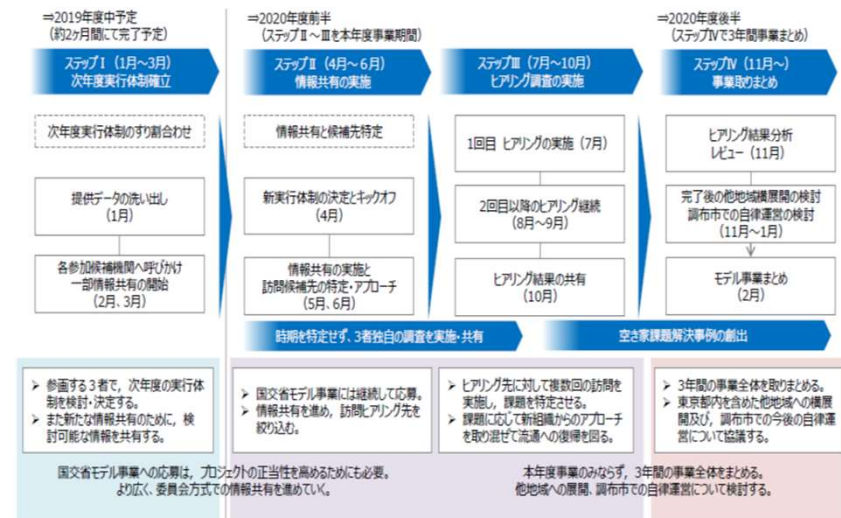 ⇒2019年度中予定
(約2ヶ月間にて完了予定)
⇒2020年度前半
(ステップⅡ～Ⅲを本年度事業期間)
⇒2020年度後半
(ステップⅣで3年間事業まとめ)
ステップⅠ（1月～3月）
次年度実行体制確立
ステップⅡ（4月～6月）
情報共有の実施
ステップⅢ（7月～10月）
ヒアリング調査の実施
ステップⅣ（11月～）
事業取りまとめ
次年度実行体制のすり割合わせ
提供データの洗い出し
（1月）
各参加候補機関へ呼びかけ
一部情報共有の開始
（2月、3月）
情報共有と候補先特定
新実行体制の決定とキックオフ
（4月）
情報共有の実施と
訪問候補先の特定・アプローチ
（5月、6月）
1回目 ヒアリングの実施（7月）
2回目以降のヒアリング継続
（8月～9月）
ヒアリング結果の共有
（10月）
ヒアリング結果分析
レビュー（11月）
完了後の他地域横展開の検討
調布市での自律運営の検討
（11月～1月）
モデル事業まとめ
（2月）
時期を特定せず、3者独自の調査を実施・共有
空き家課題解決事例の創出
➢ 参画する3者で，次年度の実行体
制を検討・決定する。
➢ また新たな情報共有のために，検
討可能な情報を共有する。
➢ 国交省モデル事業には継続して応募。
➢ 情報共有を進め，訪問ヒアリング先を
絞り込む。
➢ ヒアリング先に対して複数回の訪問を
実施し，課題を特定させる。
➢ 課題に応じて新組織からのアプローチ
を取り混ぜて流通への復帰を図る。
➢ 3年間の事業全体を取りまとめる。
➢ 東京都内を含めた他地域への横展
開及び，調布市での今後の自律運
営について協議する。
国交省モデル事業への応募は，プロジェクトの正当性を高めるためにも必要。
より広く、委員会方式での情報共有を進めていく。
本年度事業のみならず，3年間の事業全体をまとめる。
他地域への展開、調布市での自律運営について検討する。